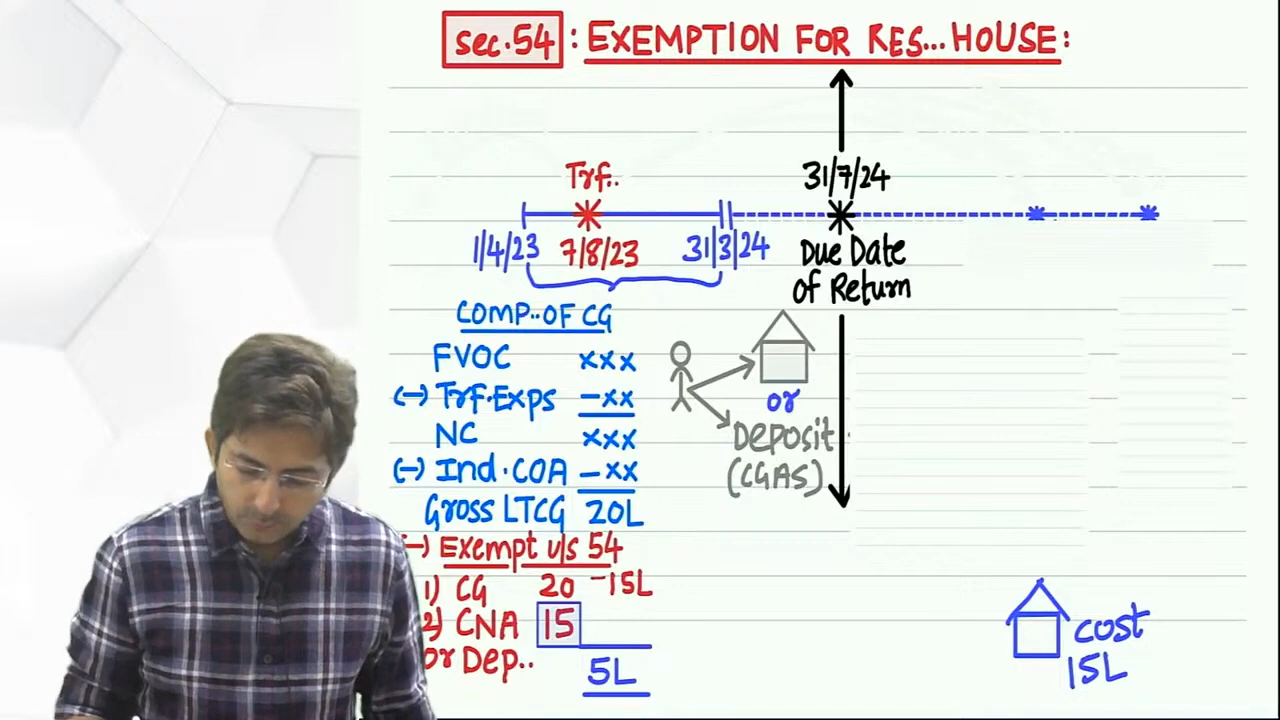 sec.54 : EXEMPTION FOR RES... HOUSE:
Trf..
31/7/24
1/4/23 7/8/23 31/3/24
Due Date
of Return
COMP..OF CG
FVOC xxx
(-) Trf.Exps -xx
NC xxx
(-) Ind.COA -xx
Gross LTCG 20L
-) Exempt u/s 54
1) CG 20 -15L
2) CNA 15
or Dep..
5L
or
Deposit
(CGAS)
cost
15L